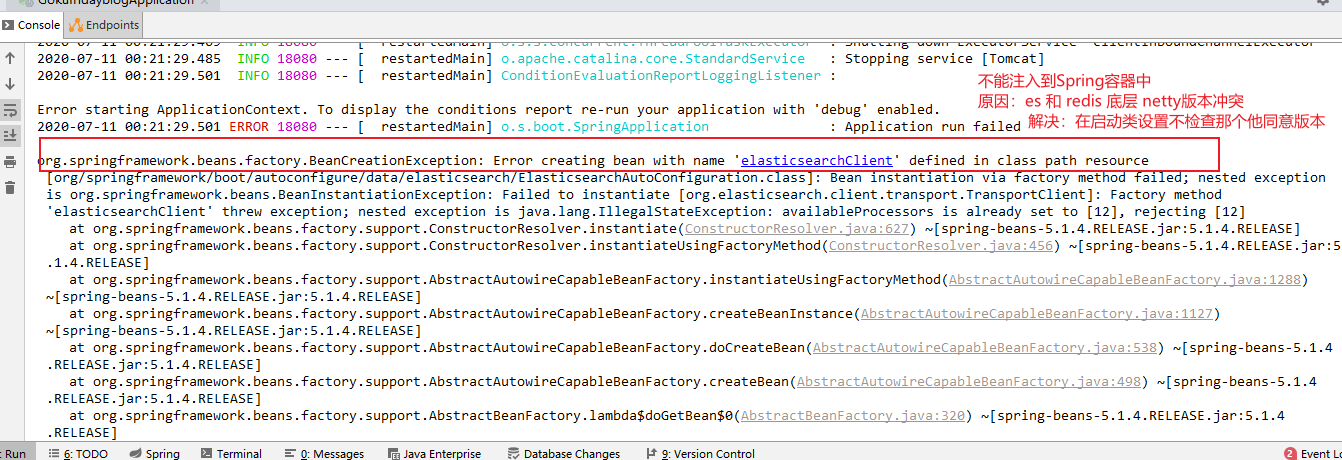 GokufridayblogApplication
Console Endpoints
2020-07-11 00:21:29.469 INFO 18080 --- [ restartedMain] o.s.s.concurrent.ThreadPoolTaskExecutor : Shutting down ExecutorService 'clientInboundChannelExecutor'
2020-07-11 00:21:29.485 INFO 18080 --- [ restartedMain] o.apache.catalina.core.StandardService : Stopping service [Tomcat]
2020-07-11 00:21:29.501 INFO 18080 --- [ restartedMain] ConditionEvaluationReportLoggingListener :
不能注入到Spring容器中
原因：es 和 redis 底层 netty版本冲突
Error starting ApplicationContext. To display the conditions report re-run your application with 'debug' enabled.
解决：在启动类设置不检查那个他同意版本
2020-07-11 00:21:29.501 ERROR 18080 --- [ restartedMain] o.s.boot.SpringApplication : Application run failed
org.springframework.beans.factory.BeanCreationException: Error creating bean with name 'elasticsearchClient' defined in class path resource
[org/springframework/boot/autoconfigure/data/elasticsearch/ElasticsearchAutoConfiguration.class]: Bean instantiation via factory method failed; nested exception
is org.springframework.beans.BeanInstantiationException: Failed to instantiate [org.elasticsearch.client.transport.TransportClient]: Factory method
'elasticsearchClient' threw exception; nested exception is java.lang.IllegalStateException: availableProcessors is already set to [12], rejecting [12]
at org.springframework.beans.factory.support.ConstructorResolver.instantiate(ConstructorResolver.java:627) ~[spring-beans-5.1.4.RELEASE.jar:5.1.4.RELEASE]
at org.springframework.beans.factory.support.ConstructorResolver.instantiateUsingFactoryMethod(ConstructorResolver.java:456) ~[spring-beans-5.1.4.RELEASE.jar:5
.1.4.RELEASE]
at org.springframework.beans.factory.support.AbstractAutowireCapableBeanFactory.instantiateUsingFactoryMethod(AbstractAutowireCapableBeanFactory.java:1288)
~[spring-beans-5.1.4.RELEASE.jar:5.1.4.RELEASE]
at org.springframework.beans.factory.support.AbstractAutowireCapableBeanFactory.createBeanInstance(AbstractAutowireCapableBeanFactory.java:1127)
~[spring-beans-5.1.4.RELEASE.jar:5.1.4.RELEASE]
at org.springframework.beans.factory.support.AbstractAutowireCapableBeanFactory.doCreateBean(AbstractAutowireCapableBeanFactory.java:538) ~[spring-beans-5.1.4
.RELEASE.jar:5.1.4.RELEASE]
at org.springframework.beans.factory.support.AbstractAutowireCapableBeanFactory.createBean(AbstractAutowireCapableBeanFactory.java:498) ~[spring-beans-5.1.4
.RELEASE.jar:5.1.4.RELEASE]
at org.springframework.beans.factory.support.AbstractBeanFactory.lambda$doGetBean$0(AbstractBeanFactory.java:320) ~[spring-beans-5.1.4.RELEASE.jar:5.1.4
.RELEASE]
Run 6: TODO Spring Terminal 0: Messages Java Enterprise Database Changes 9: Version Control 2 Event Lo